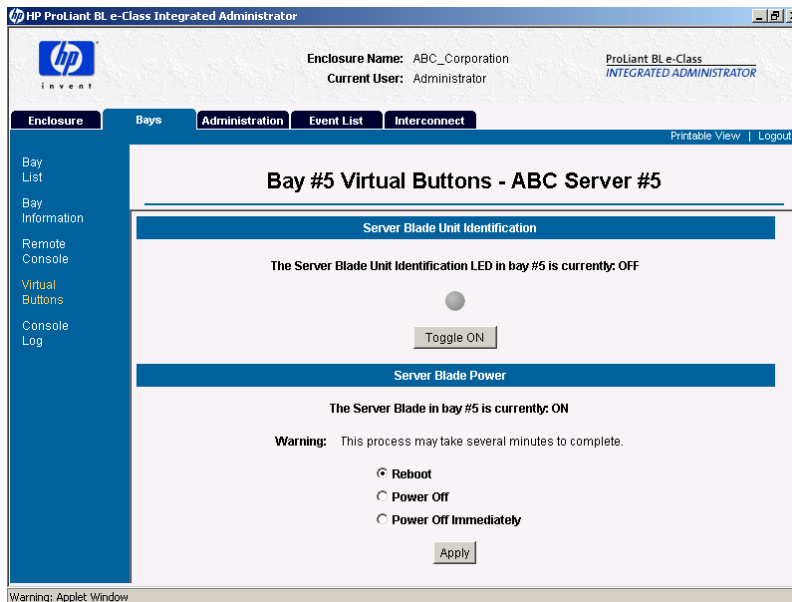 HP ProLiant BL e-Class Integrated Administrator
hp
invent
Enclosure Name: ABC_Corporation
Current User: Administrator
ProLiant BL e-Class
INTEGRATED ADMINISTRATOR
Enclosure Bays Administration Event List Interconnect
Printable View | Logout
Bay
List
Bay
Information
Remote
Console
Virtual
Buttons
Console
Log
Bay #5 Virtual Buttons - ABC Server #5
Server Blade Unit Identification
The Server Blade Unit Identification LED in bay #5 is currently: OFF
Toggle ON
Server Blade Power
The Server Blade in bay #5 is currently: ON
Warning: This process may take several minutes to complete.
Reboot
Power Off
Power Off Immediately
Apply
Warning: Applet Window